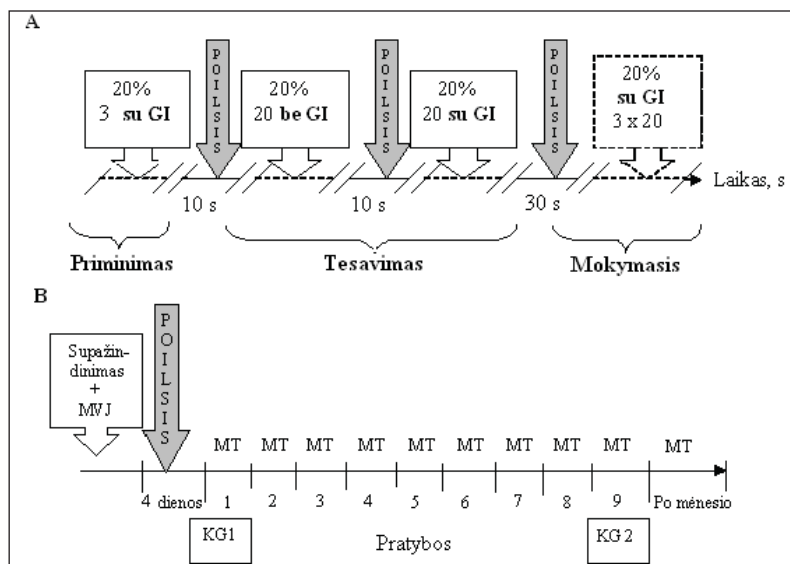 A
POILSIS
POILSIS
POILSIS
20%
3 su GI
20%
20 be GI
20%
20 su GI
20%
su GI
3 x 20
Laikas, s
10 s
10 s
30 s
Priminimas
Tesavimas
Mokymasis
B
POILSIS
Supažin-
dinimas
+
MVJ
MT MT MT MT MT MT MT MT MT MT
4 dienos 1 2 3 4 5 6 7 8 9 Po mėnesio
KG1
Pratybos
KG 2